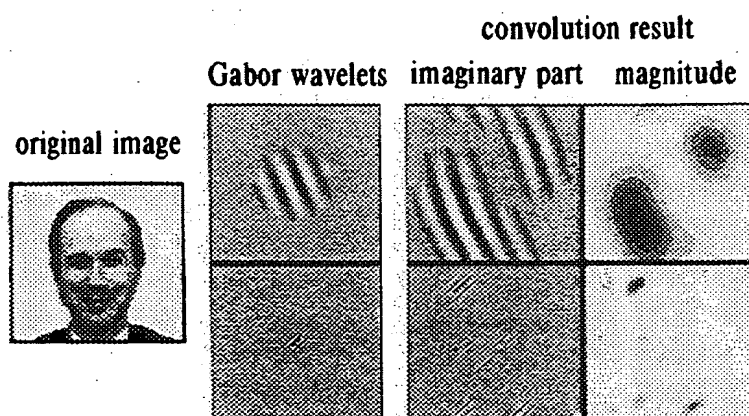 convolution result
Gabor wavelets imaginary part magnitude
original image